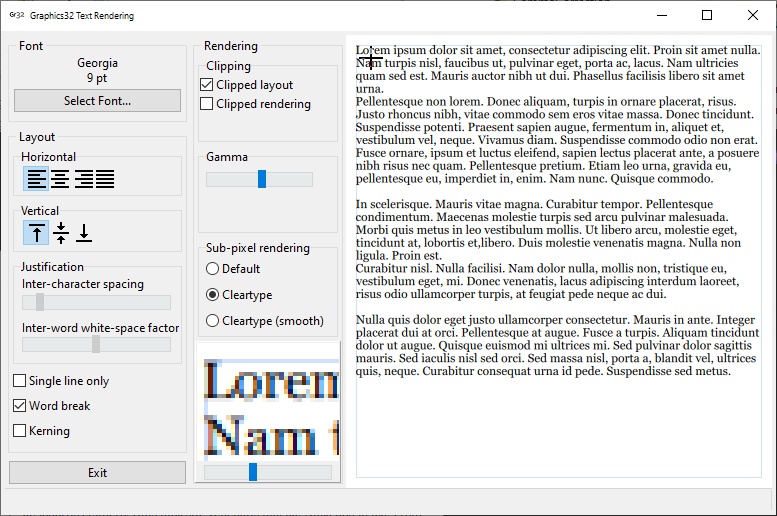 Gr32 Graphics32 Text Rendering
Font
Georgia
9 pt
Select Font...
Layout
Horizontal
Vertical
Justification
Inter-character spacing
Inter-word white-space factor
Single line only
Word break
Kerning
Exit
Rendering
Clipping
Clipped layout
Clipped rendering
Gamma
Sub-pixel rendering
Default
Cleartype
Cleartype (smooth)
Lorem
Nam
Lorem ipsum dolor sit amet, consectetur adipiscing elit. Proin sit amet nulla.
Nam turpis nisl, faucibus ut, pulvinar eget, porta ac, lacus. Nam ultricies
quam sed est. Mauris auctor nibh ut dui. Phasellus facilisis libero sit amet
urna.
Pellentesque non lorem. Donec aliquam, turpis in ornare placerat, risus.
Justo rhoncus nibh, vitae commodo sem eros vitae massa. Donec tincidunt.
Suspendisse potenti. Praesent sapien augue, fermentum in, aliquet et,
vestibulum vel, neque. Vivamus diam. Suspendisse commodo odio non erat.
Fusce ornare, ipsum et luctus eleifend, sapien lectus placerat ante, a posuere
nibh risus nec quam. Pellentesque pretium. Etiam leo urna, gravida eu,
pellentesque eu, imperdiet in, enim. Nam nunc. Quisque commodo.
In scelerisque. Mauris vitae magna. Curabitur tempor. Pellentesque
condimentum. Maecenas molestie turpis sed arcu pulvinar malesuada.
Morbi quis metus in leo vestibulum mollis. Ut libero arcu, molestie eget,
tincidunt at, lobortis et,libero. Duis molestie venenatis magna. Nulla non
ligula. Proin est.
Curabitur nisl. Nulla facilisi. Nam dolor nulla, mollis non, tristique eu,
vestibulum eget, mi. Donec venenatis, lacus adipiscing interdum laoreet,
risus odio ullamcorper turpis, at feugiat pede neque ac dui.
Nulla quis dolor eget justo ullamcorper consectetur. Mauris in ante. Integer
placerat dui at orci. Pellentesque at augue. Fusce a turpis. Aliquam tincidunt
dolor ut augue. Quisque euismod mi ultrices mi. Sed pulvinar dolor sagittis
mauris. Sed iaculis nisl sed orci. Sed massa nisl, porta a, blandit vel, ultrices
quis, neque. Curabitur consequat urna id pede. Suspendisse sed metus.